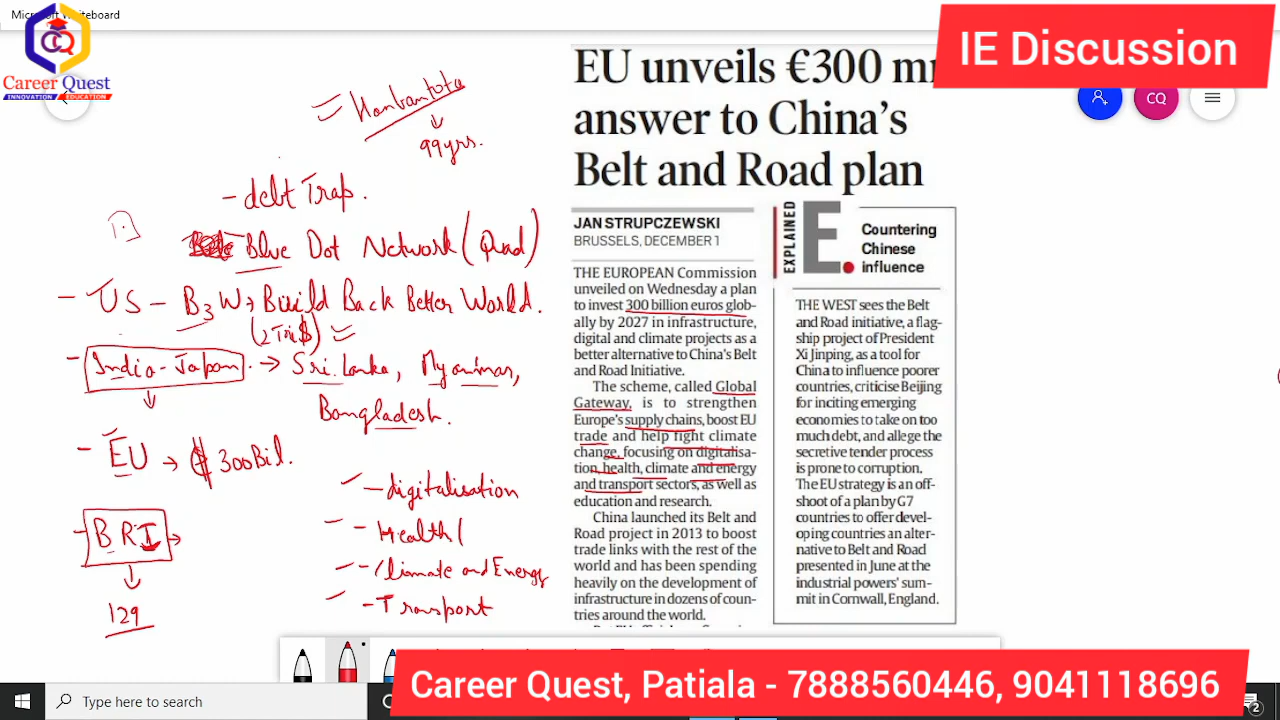 Microsoft Whiteboard
CQ
Career Quest
INNOVATION EDUCATION
IE Discussion
CQ
= Hambantota
99yrs.
- debt Trap.
Blue Dot Network (Quad)
- US - B3W → Build Back Better World.
(2 Tri $) =
- India - Japan → Sri Lanka, Myanmar,
Bangladesh.
- EU → 300 Bil.
- digitalisation
- Health (
- Climate and Energy
- Transport
- BRI →
129
EU unveils €300
answer to China's
Belt and Road plan
JAN STRUPCZEWSKI
BRUSSELS, DECEMBER 1
THE EUROPEAN Commission
unveiled on Wednesday a plan
to invest 300 billion euros glob-
ally by 2027 in infrastructure,
digital and climate projects as a
better alternative to China's Belt
and Road Initiative.
The scheme, called Global
Gateway, is to strengthen
Europe's supply chains, boost EU
trade and help fight climate
change, focusing on digitalisa-
tion, health, climate and energy
and transport sectors, as well as
education and research.
China launched its Belt and
Road project in 2013 to boost
trade links with the rest of the
world and has been spending
heavily on the development of
infrastructure in dozens of coun-
tries around the world.
EXPLAINED
E.
Countering
Chinese
influence
THE WEST sees the Belt
and Road initiative, a flag-
ship project of President
Xi Jinping, as a tool for
China to influence poorer
countries, criticise Beijing
for inciting emerging
economies to take on too
much debt, and allege the
secretive tender process
is prone to corruption.
The EU strategy is an off-
shoot of a plan by G7
countries to offer devel-
oping countries an alter-
native to Belt and Road
presented in June at the
industrial powers' sum-
mit in Cornwall, England.
Type here to search
Career Quest, Patiala - 7888560446, 9041118696
2